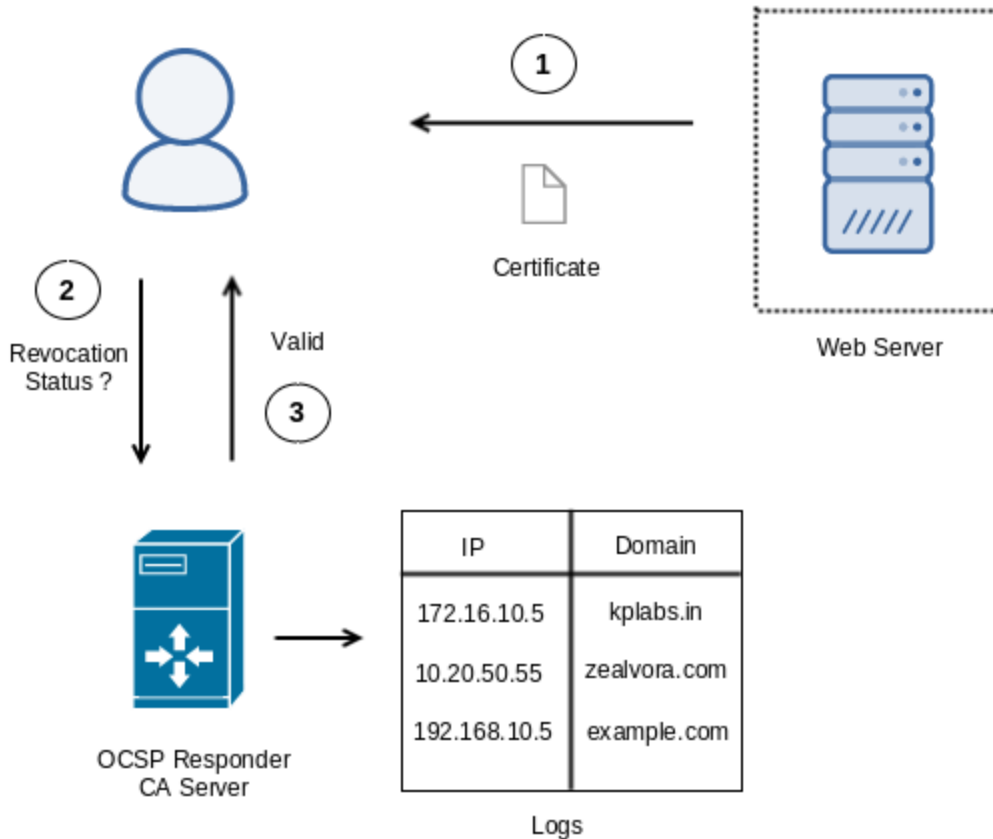 1
Certificate
Web Server
2
Revocation
Status ?
Valid
3
OCSP Responder
CA Server
IP Domain
172.16.10.5 kplabs.in
10.20.50.55 zealvora.com
192.168.10.5 example.com
Logs